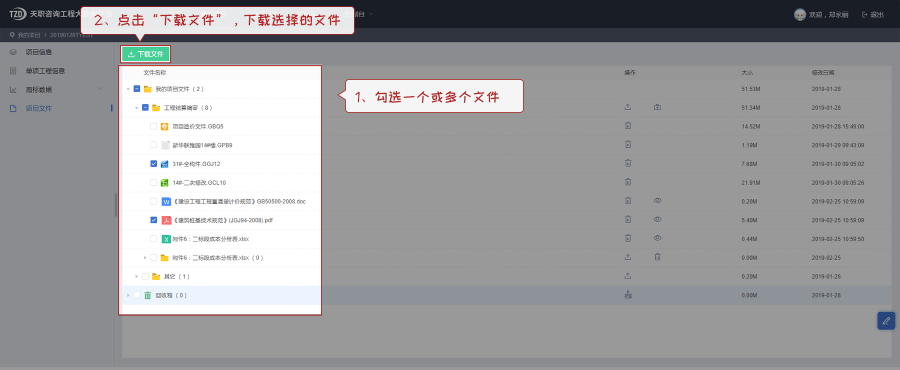 TZD 天职咨询工程大
2、点击“下载文件”，下载选择的文件
欢迎，郑家丽
退出
我的项目 /
项目信息
单项工程信息
指标数据
项目文件
下载文件
1、勾选一个或多个文件
文件名称 操作 大小 修改日期
我的项目文件（2） 51.53M 2019-01-28
工程结算编审（8） 51.34M 2019-01-28
项目造价文件.GBQ5 14.52M 2019-01-28 15:49:00
新华联雅园14#楼.GPB9 1.19M 2019-01-29 09:43:09
31#-全构件.GGJ12 7.68M 2019-01-30 09:05:02
14#-二次修改.GCL10 21.91M 2019-01-30 09:05:26
《建设工程工程量清单计价规范》GB50500-2008.doc 0.20M 2019-02-25 10:59:09
《建筑桩基技术规范》(JGJ94-2008).pdf 5.40M 2019-02-25 10:59:09
附件6：二标段成本分析表.xlsx 0.44M 2019-02-25 10:59:50
附件6：二标段成本分析表.xlsx（0） 0.00M 2019-02-25
其它（1） 0.20M 2019-01-28
回收箱（0） 0.00M 2019-01-28